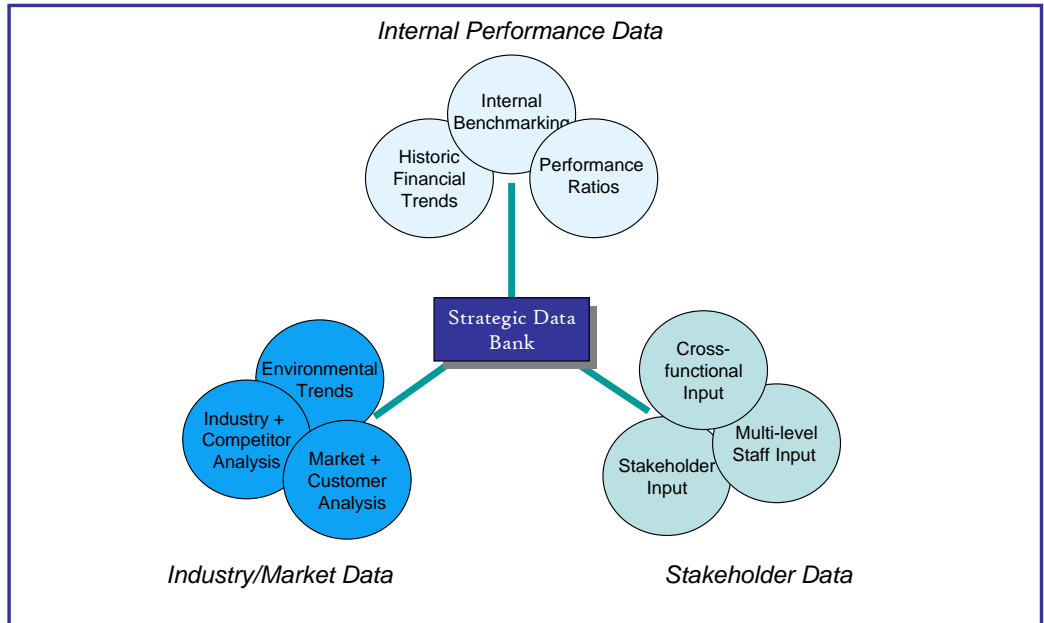 Internal Performance Data
Internal
Benchmarking
Historic
Financial
Trends
Performance
Ratios
Strategic Data
Bank
Environmental
Trends
Industry +
Competitor
Analysis
Market +
Customer
Analysis
Cross-
functional
Input
Multi-level
Staff Input
Stakeholder
Input
Industry/Market Data
Stakeholder Data